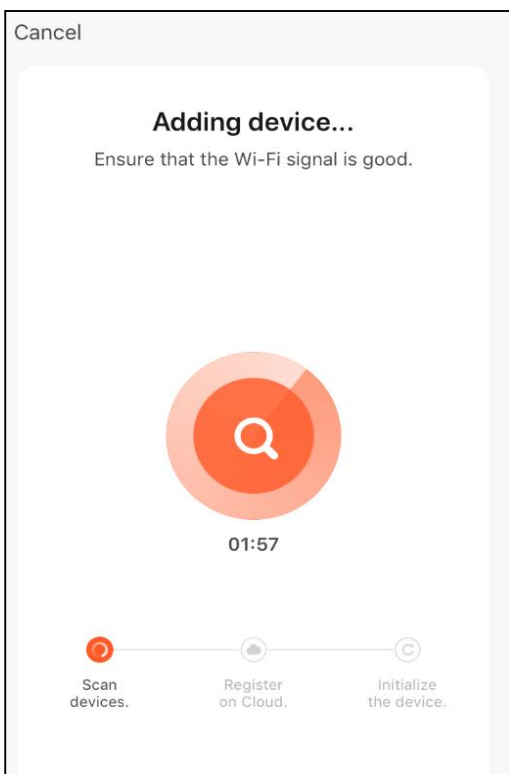 Cancel
Adding device...
Ensure that the Wi-Fi signal is good.
01:57
Scan
devices.
Register
on Cloud.
Initialize
the device.